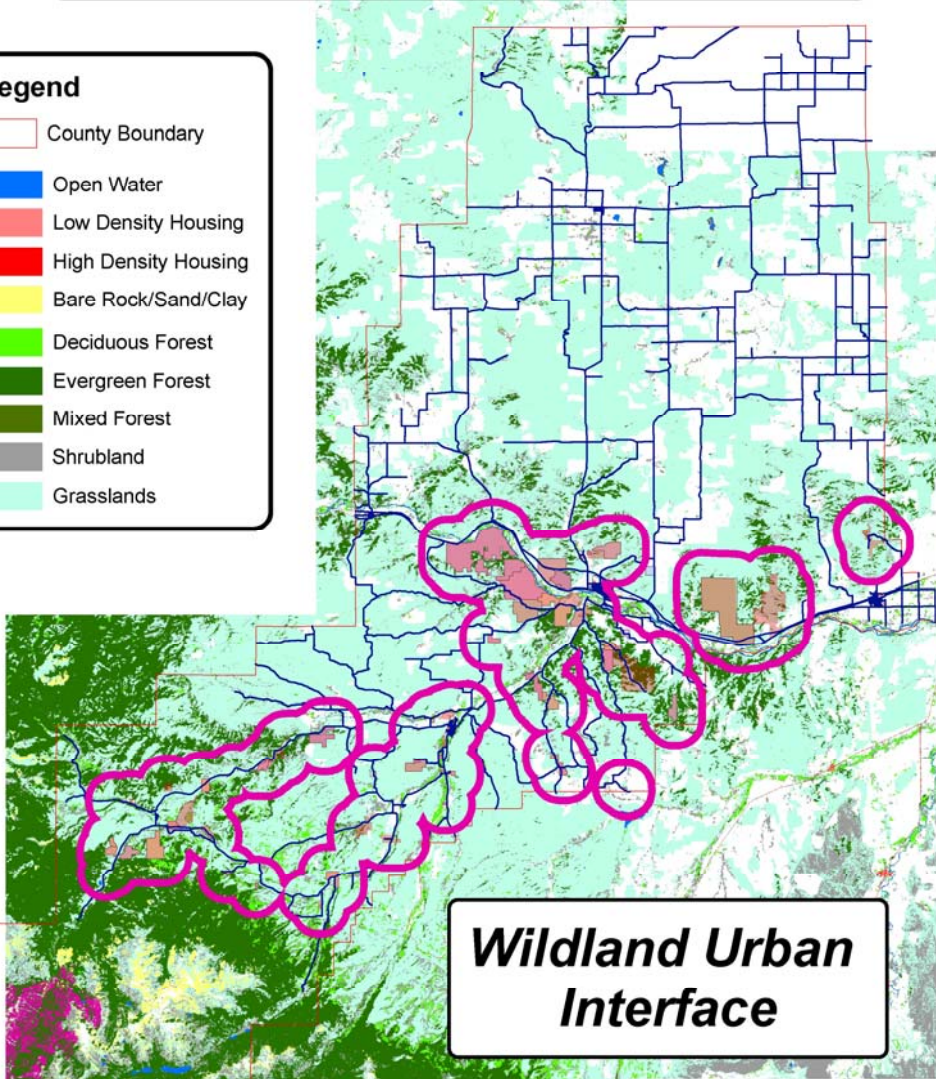 egend
County Boundary
Open Water
Low Density Housing
High Density Housing
Bare Rock/Sand/Clay
Deciduous Forest
Evergreen Forest
Mixed Forest
Shrubland
Grasslands
Wildland Urban
Interface